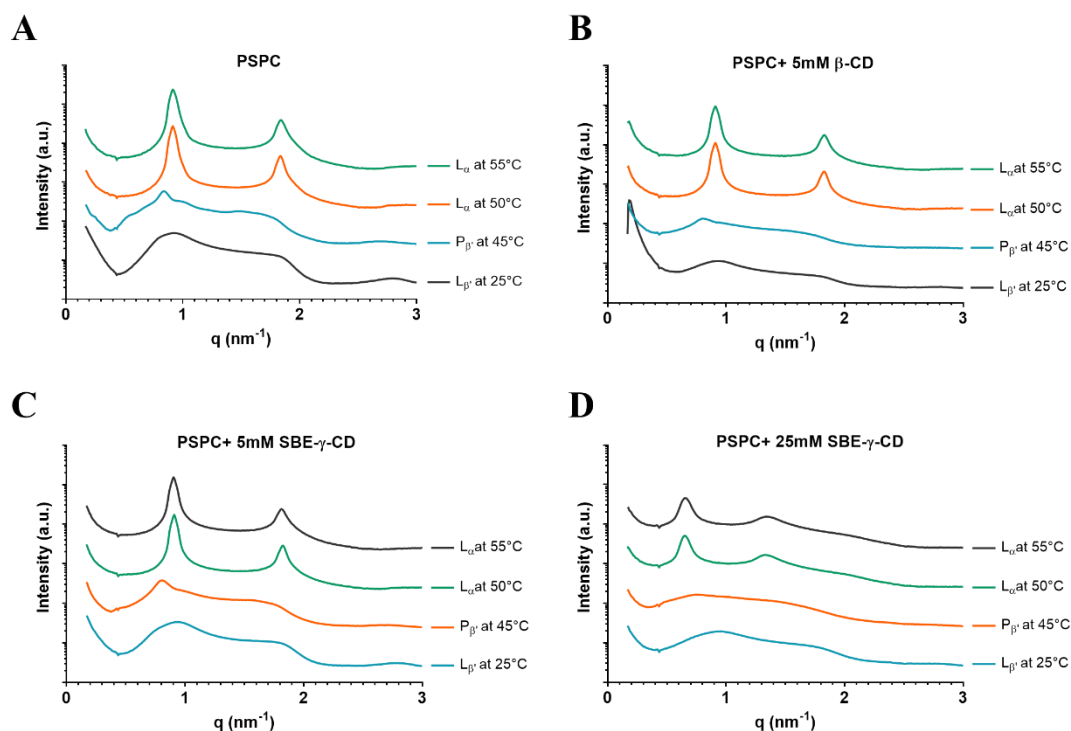 A
PSPC
Intensity (a.u.)
Lα at 55°C
Lα at 50°C
Pβ' at 45°C
Lβ' at 25°C
0 1 2 3
q (nm-1)
B
PSPC+ 5mM β-CD
Intensity (a.u.)
Lα at 55°C
Lα at 50°C
Pβ' at 45°C
Lβ' at 25°C
0 1 2 3
q (nm-1)
C
PSPC+ 5mM SBE-γ-CD
Intensity (a.u.)
Lα at 55°C
Lα at 50°C
Pβ' at 45°C
Lβ' at 25°C
0 1 2 3
q (nm-1)
D
PSPC+ 25mM SBE-γ-CD
Intensity (a.u.)
Lα at 55°C
Lα at 50°C
Pβ' at 45°C
Lβ' at 25°C
0 1 2 3
q (nm-1)